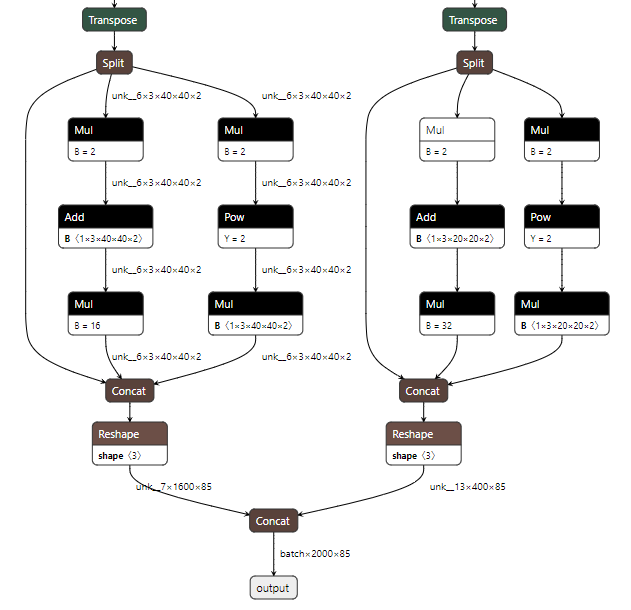 Transpose
Transpose
Split
Split
unk__6×3×40×40×2
unk__6×3×40×40×2
Mul
B = 2
Mul
B = 2
Mul
B = 2
Mul
B = 2
unk__6×3×40×40×2
unk__6×3×40×40×2
Add
B 〈1×3×40×40×2〉
Pow
Y = 2
Add
B 〈1×3×20×20×2〉
Pow
Y = 2
unk__6×3×40×40×2
unk__6×3×40×40×2
Mul
B = 16
Mul
B 〈1×3×40×40×2〉
Mul
B = 32
Mul
B 〈1×3×20×20×2〉
unk__6×3×40×40×2
unk__6×3×40×40×2
Concat
Concat
Reshape
shape 〈3〉
Reshape
shape 〈3〉
unk__7×1600×85
unk__13×400×85
Concat
batch×2000×85
output